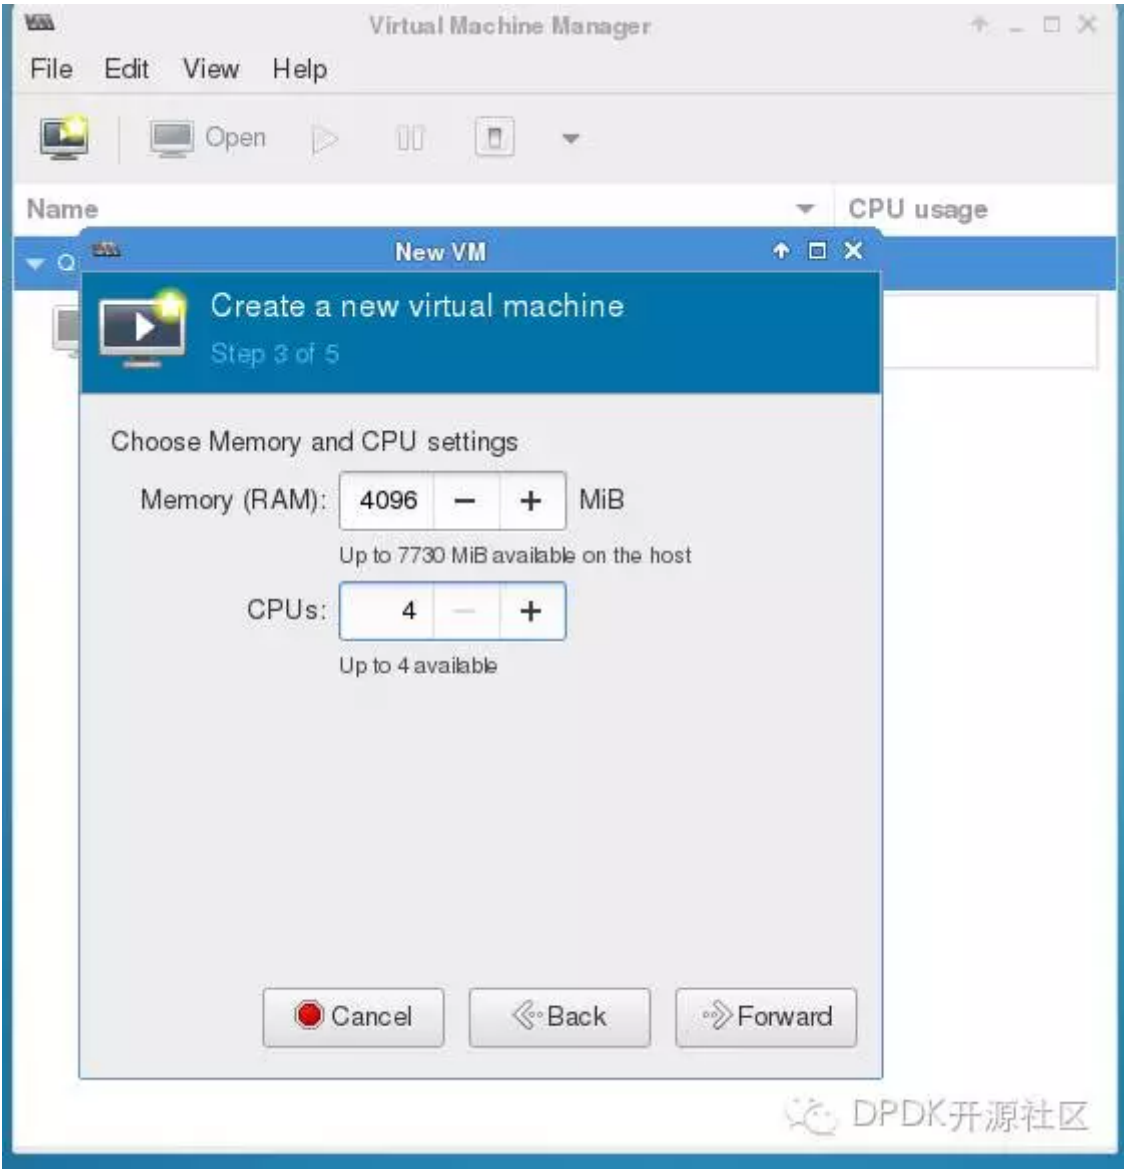 Virtual Machine Manager
File Edit View Help
Open
Name CPU usage
Q
New VM
Create a new virtual machine
Step 3 of 5
Choose Memory and CPU settings
Memory (RAM): 4096 − + MiB
Up to 7730 MiB available on the host
CPUs: 4 − +
Up to 4 available
Cancel Back Forward
DPDK开源社区